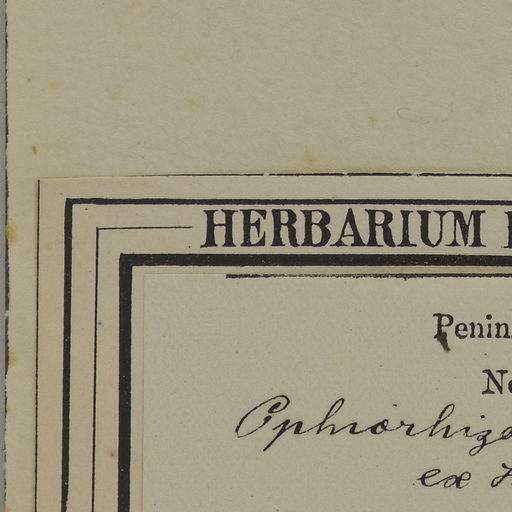 HERBARIUM
Penin
No
Ophiorhiza
ex